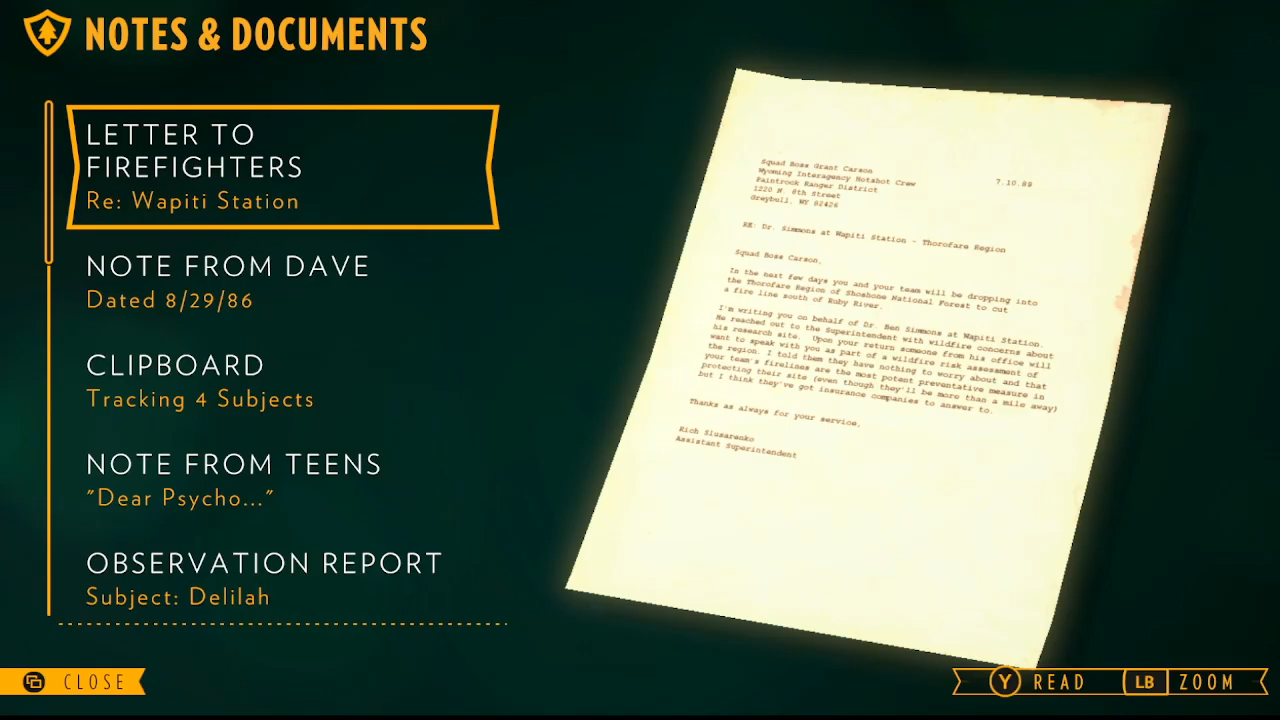 NOTES & DOCUMENTS
LETTER TO
FIREFIGHTERS
Re: Wapiti Station
NOTE FROM DAVE
Dated 8/29/86
CLIPBOARD
Tracking 4 Subjects
NOTE FROM TEENS
"Dear Psycho..."
OBSERVATION REPORT
Subject: Delilah
Squad Boss Grant Carson
Wyoming Interagency Hotshot Crew
Paintrock Ranger District
1220 N 8th Street
Greybull, WY 82426
7.10.89
RE: Dr. Simmons at Wapiti Station - Thorofare Region
Squad Boss Carson,
In the next few days you and your team will be dropping into
the Thorofare Region of Shoshone National Forest to cut
a fire line south of Ruby River.
I'm writing you on behalf of Dr. Ben Simmons at Wapiti Station.
He reached out to the Superintendent with wildfire concerns about
his research site. Upon your return someone from his office will
want to speak with you as part of a wildfire risk assessment of
the region. I told them they have nothing to worry about and that
your team's firelines are the most potent preventative measure in
protecting their site (even though they'll be more than a mile away)
but I think they've got insurance companies to answer to.
Thanks as always for your service,
Rich Slusarenko
Assistant Superintendent
CLOSE
Y READ LB ZOOM